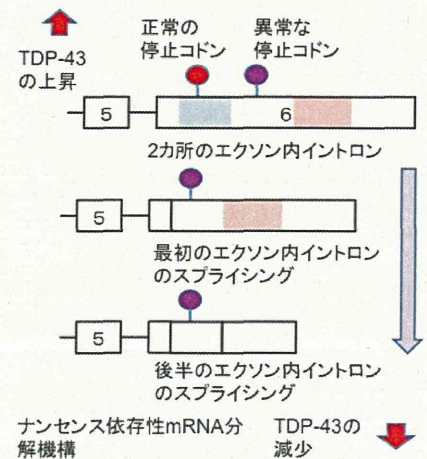 正常の
停止コドン
異常な
停止コドン
TDP-43
の上昇
5
6
2カ所のエクソン内イントロン
5
最初のエクソン内イントロン
のスプライシング
5
後半のエクソン内イントロン
のスプライシング
ナンセンス依存性mRNA分
解機構
TDP-43の
減少